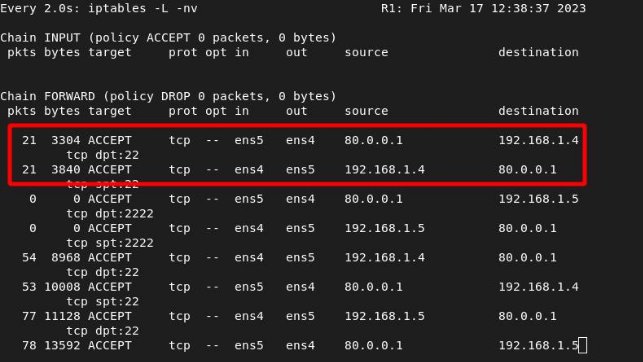 Every 2.0s: iptables -L -nv R1: Fri Mar 17 12:38:37 2023
Chain INPUT (policy ACCEPT 0 packets, 0 bytes)
pkts bytes target prot opt in out source destination
Chain FORWARD (policy DROP 0 packets, 0 bytes)
pkts bytes target prot opt in out source destination
21 3304 ACCEPT tcp -- ens5 ens4 80.0.0.1 192.168.1.4
tcp dpt:22
21 3840 ACCEPT tcp -- ens4 ens5 192.168.1.4 80.0.0.1
tcp spt:22
0 0 ACCEPT tcp -- ens5 ens4 80.0.0.1 192.168.1.5
tcp dpt:2222
0 0 ACCEPT tcp -- ens4 ens5 192.168.1.5 80.0.0.1
tcp spt:2222
54 8968 ACCEPT tcp -- ens4 ens5 192.168.1.4 80.0.0.1
tcp dpt:22
53 10008 ACCEPT tcp -- ens5 ens4 80.0.0.1 192.168.1.4
tcp spt:22
77 11128 ACCEPT tcp -- ens4 ens5 192.168.1.5 80.0.0.1
tcp dpt:22
78 13592 ACCEPT tcp -- ens5 ens4 80.0.0.1 192.168.1.5